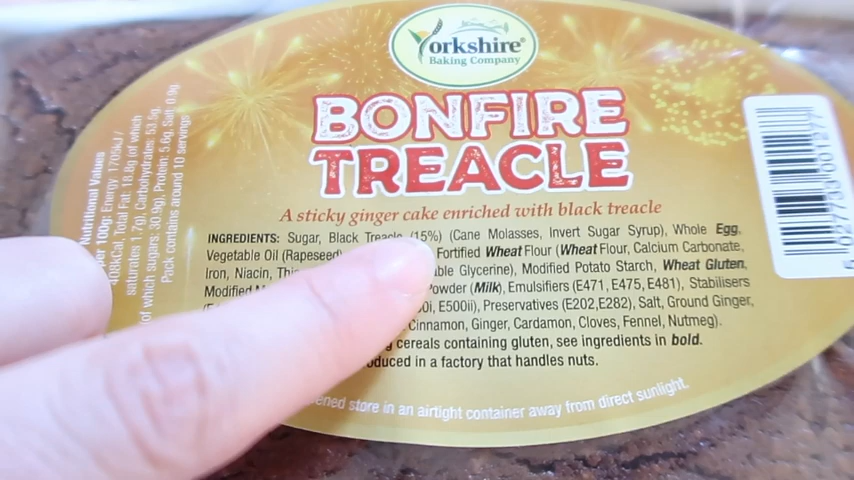 Yorkshire®
Baking Company
BONFIRE
TREACLE
A sticky ginger cake enriched with black treacle
INGREDIENTS: Sugar, Black Treacle (15%) (Cane Molasses, Invert Sugar Syrup), Whole Egg,
Vegetable Oil (Rapeseed) Fortified Wheat Flour (Wheat Flour, Calcium Carbonate,
Iron, Niacin, Glycerine), Modified Potato Starch, Wheat Gluten,
Modified (Milk), Emulsifiers (E471, E475, E481), Stabilisers
E500ii), Preservatives (E202,E282), Salt, Ground Ginger,
Cinnamon, Ginger, Cardamon, Cloves, Fennel, Nutmeg).
cereals containing gluten, see ingredients in bold.
in a factory that handles nuts.
store in an airtight container away from direct sunlight.
Nutritional Values
per 100g: Energy: 1705kJ /
408kCal, Total Fat: 18.8g of which
saturates 1.7g), Carbohydrates: 53.5g,
(of which sugars: 30.9g), Protein: 5.6g, Salt: 0.9g.
Pack contains around 10 servings